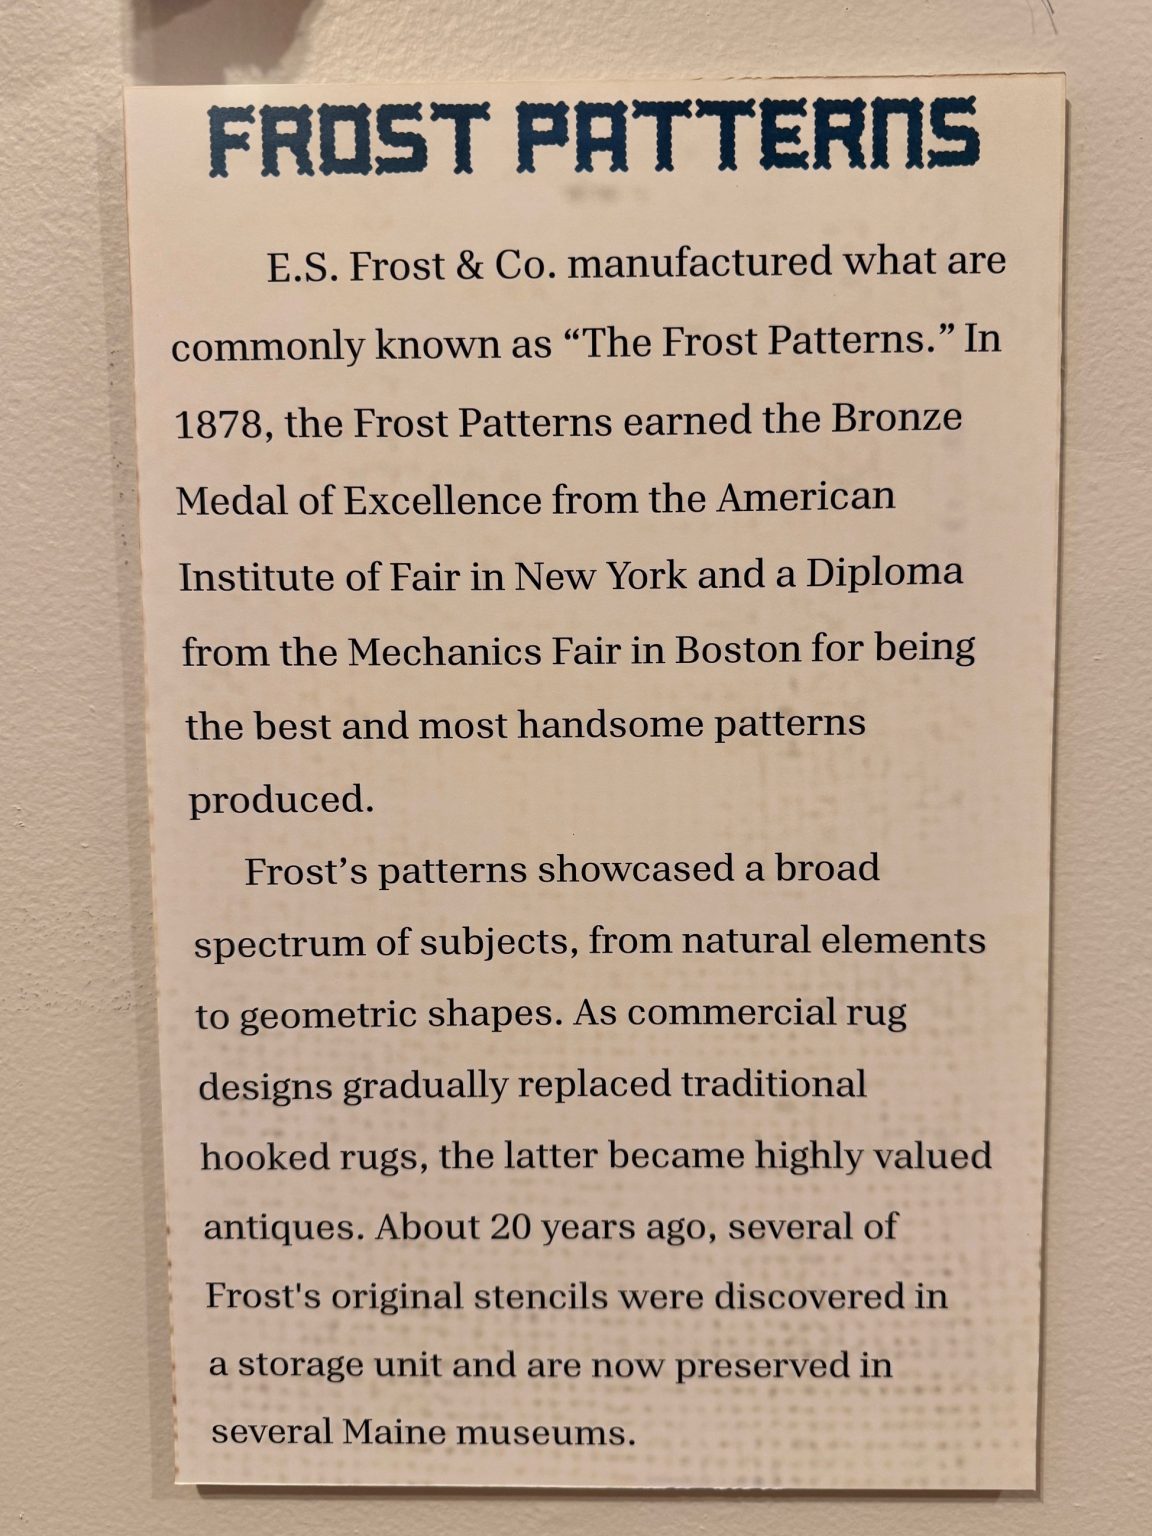 FROST PATTERNS
E.S. Frost & Co. manufactured what are
commonly known as “The Frost Patterns.” In
1878, the Frost Patterns earned the Bronze
Medal of Excellence from the American
Institute of Fair in New York and a Diploma
from the Mechanics Fair in Boston for being
the best and most handsome patterns
produced.
Frost’s patterns showcased a broad
spectrum of subjects, from natural elements
to geometric shapes. As commercial rug
designs gradually replaced traditional
hooked rugs, the latter became highly valued
antiques. About 20 years ago, several of
Frost's original stencils were discovered in
a storage unit and are now preserved in
several Maine museums.